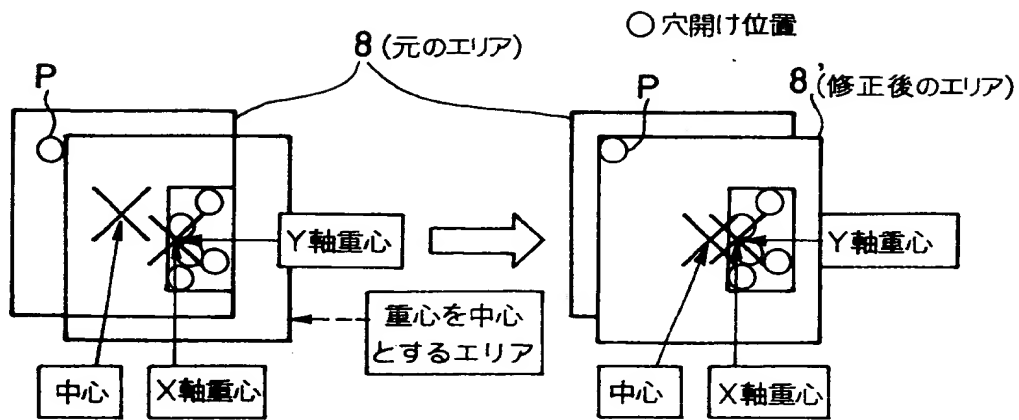 ○穴開け位置
8(元のエリア)
P
P
8'(修正後のエリア)
Y軸重心
Y軸重心
重心を中心
とするエリア
中心
X軸重心
中心
X軸重心